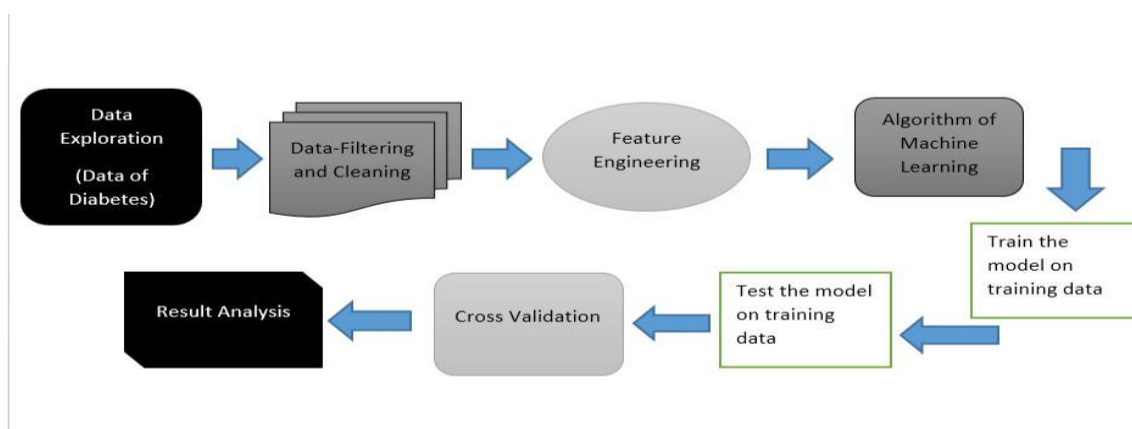 Data
Exploration
(Data of
Diabetes)
Data-Filtering
and Cleaning
Feature
Engineering
Algorithm of
Machine
Learning
Train the
model on
training data
Test the model
on training
data
Cross Validation
Result Analysis